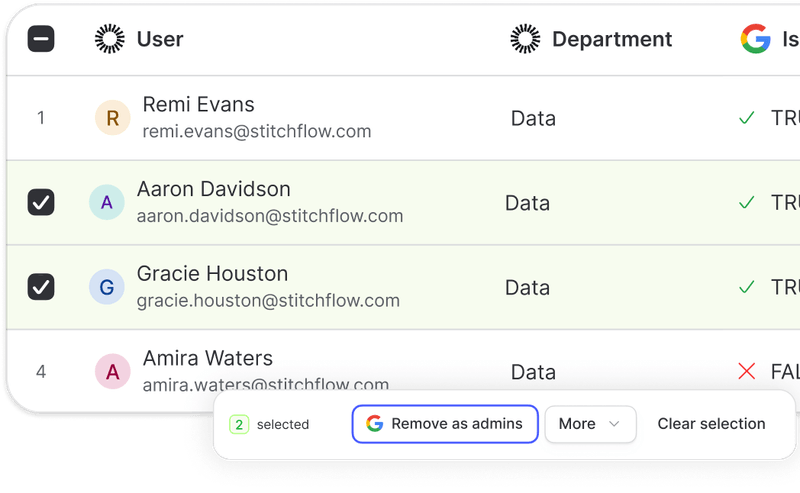 User Department Is
1 R Remi Evans Data TRU
remi.evans@stitchflow.com
A Aaron Davidson Data TRU
aaron.davidson@stitchflow.com
G Gracie Houston Data TRU
gracie.houston@stitchflow.com
4 A Amira Waters Data FAL
amira.waters@stitchflow.com
2 selected Remove as admins More Clear selection